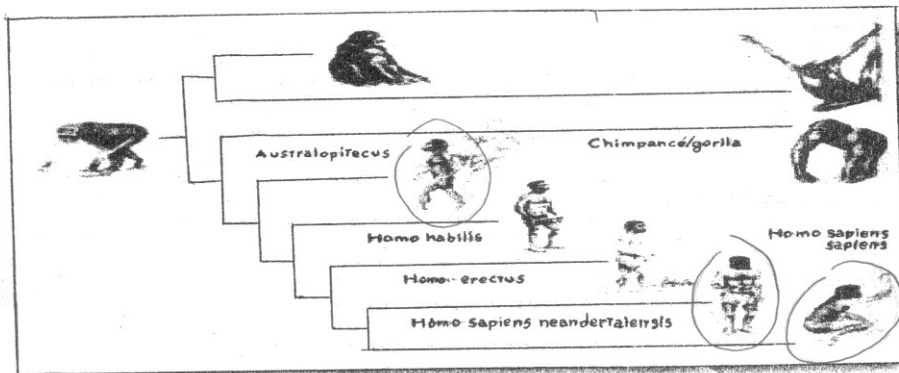 Australopitecus
Chimpancé/gorila
Homo habilis
Homo sapiens
sapiens
Homo erectus
Homo sapiens neandertalensis